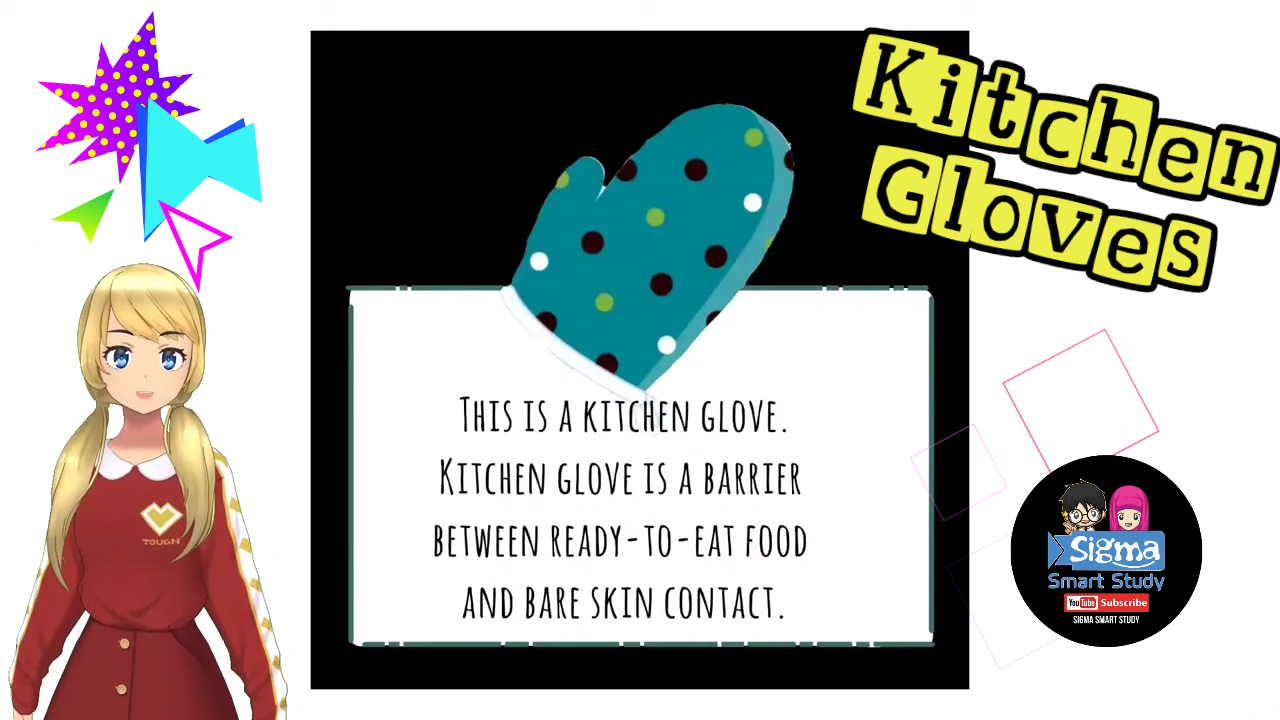 Kitchen
Gloves
This is a kitchen glove.
Kitchen glove is a barrier
between ready-to-eat food
and bare skin contact.
TOUGH
Sigma
Smart Study
YouTube Subscribe
SIGMA SMART STUDY